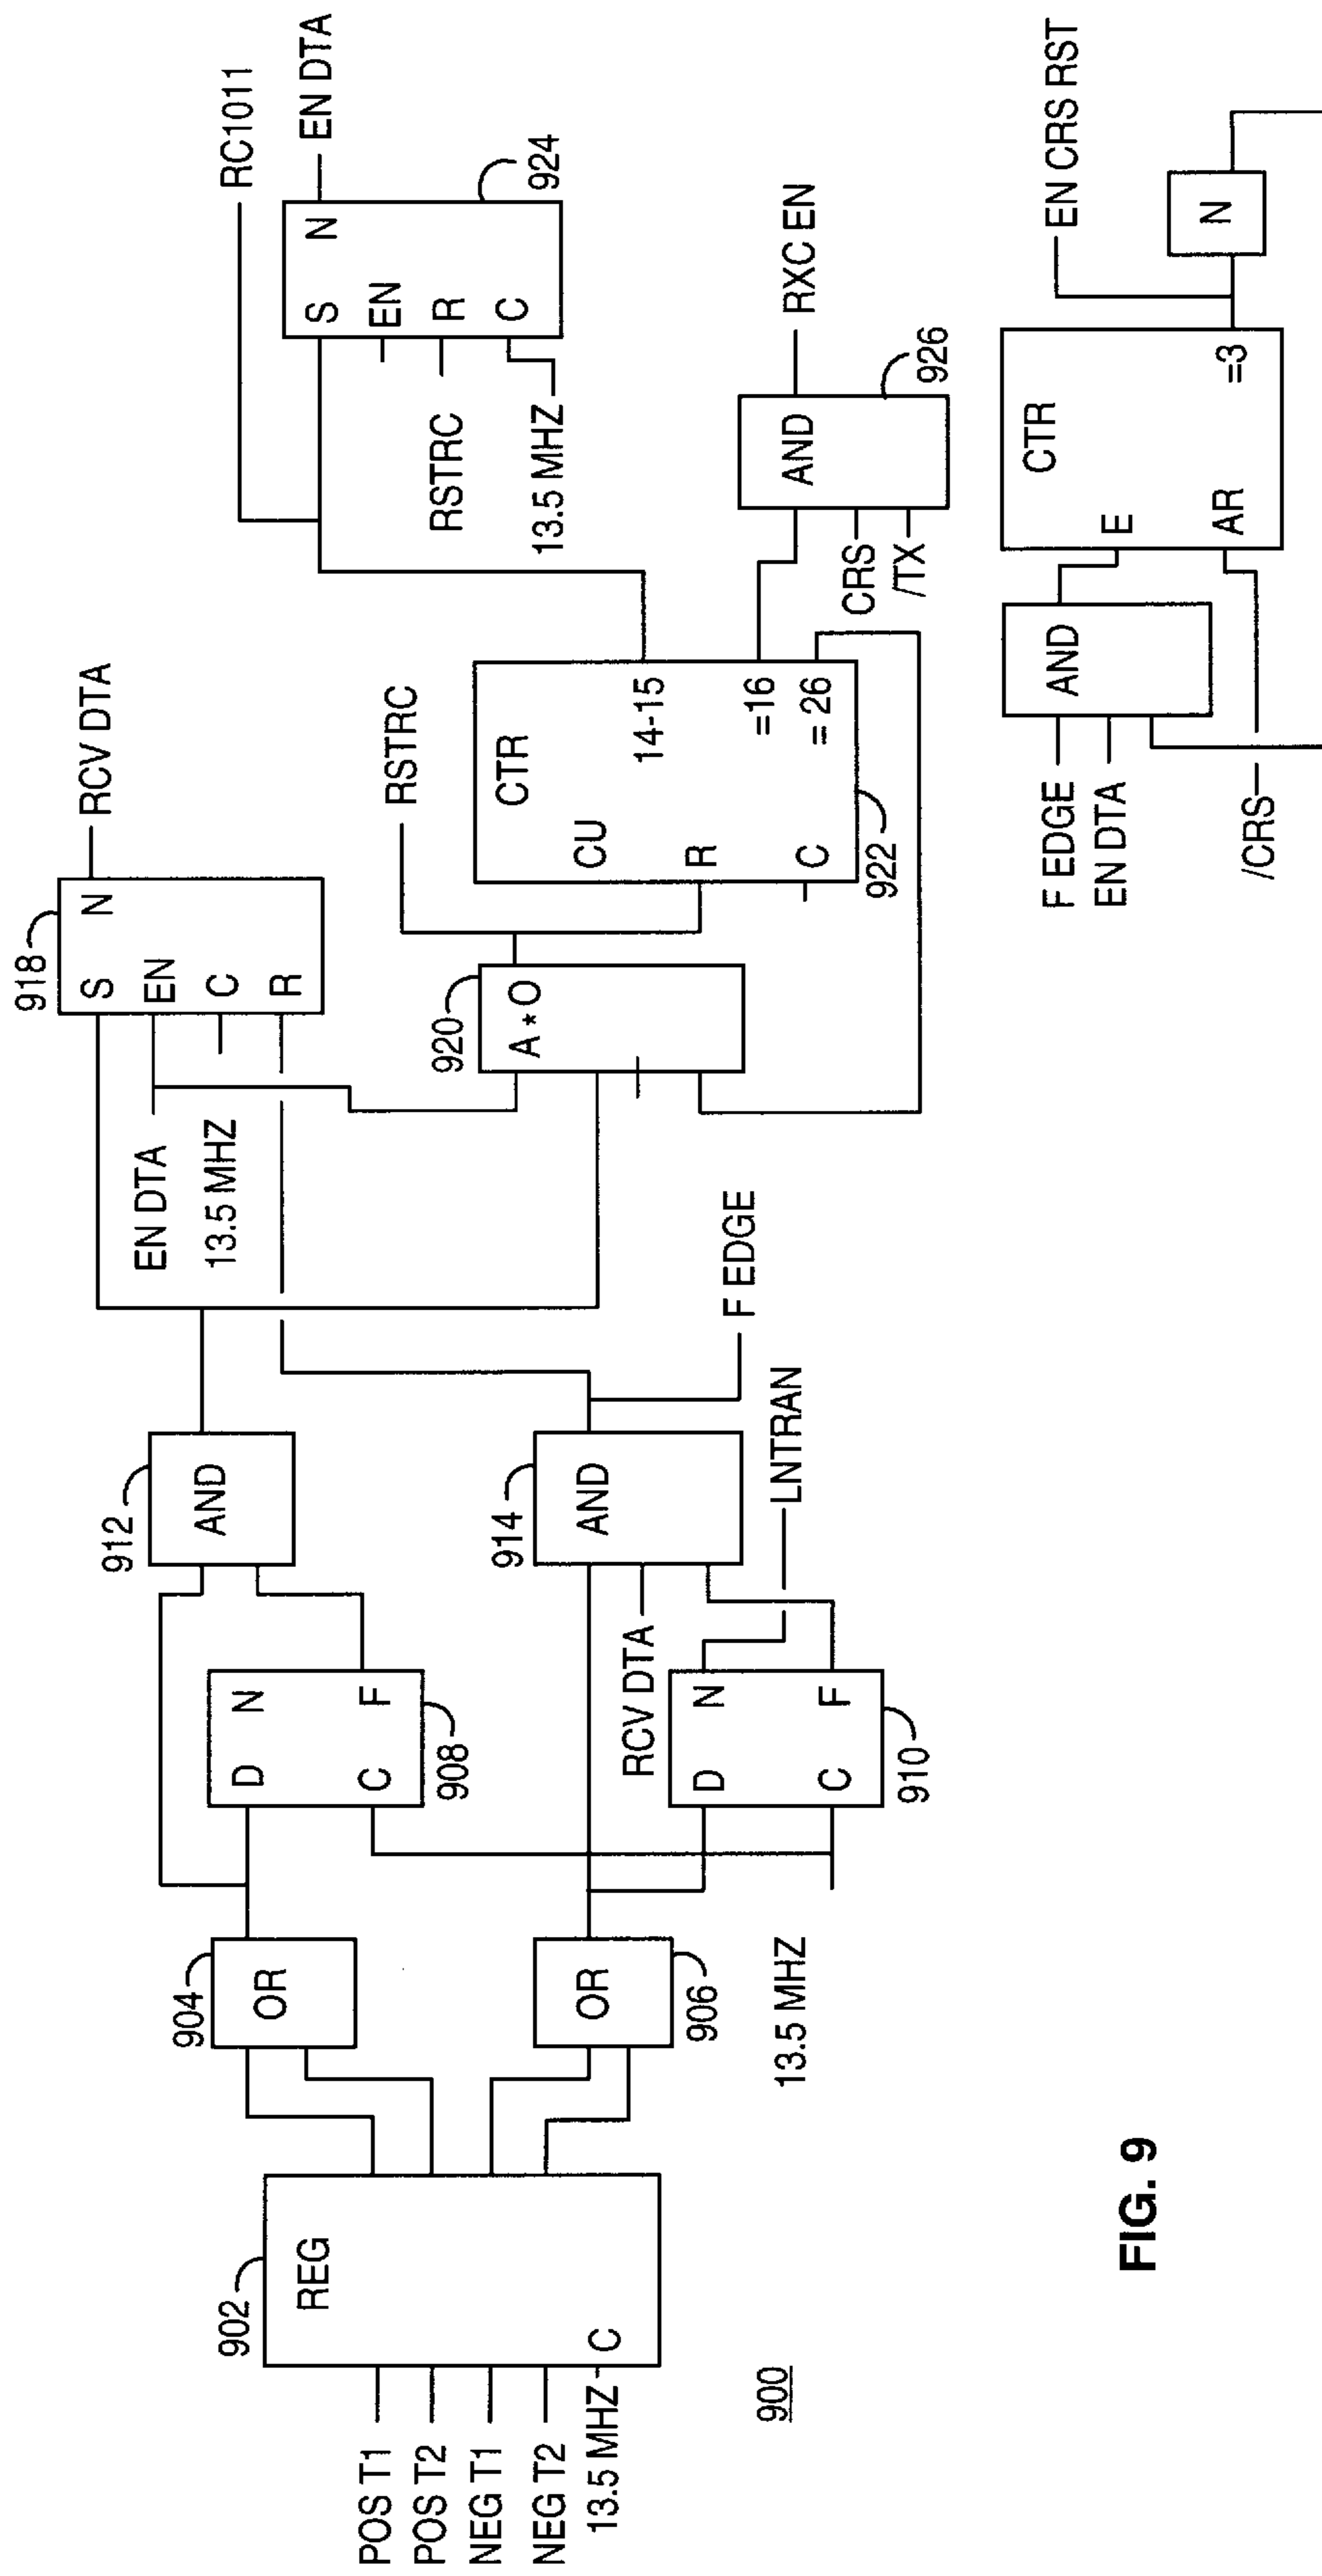 POS T1
POS T2
NEG T1
NEG T2
13.5 MHZ
C
REG
902
900
904
OR
906
OR
13.5 MHZ
D N
C F
908
RCV DTA
D N
C F
910
LNTRAN
912
AND
914
AND
F EDGE
EN DTA
13.5 MHZ
918
S N
EN
C
R
RCV DTA
920
A*O
RSTRC
CTR
CU
R
C
14-15
=16
= 26
922
RC1011
S N
EN
R
C
EN DTA
924
RSTRC
13.5 MHZ
CRS
/TX
AND
926
RXC EN
F EDGE
EN DTA
/CRS
AND
E
AR
CTR
=3
EN CRS RST
N
FIG. 9